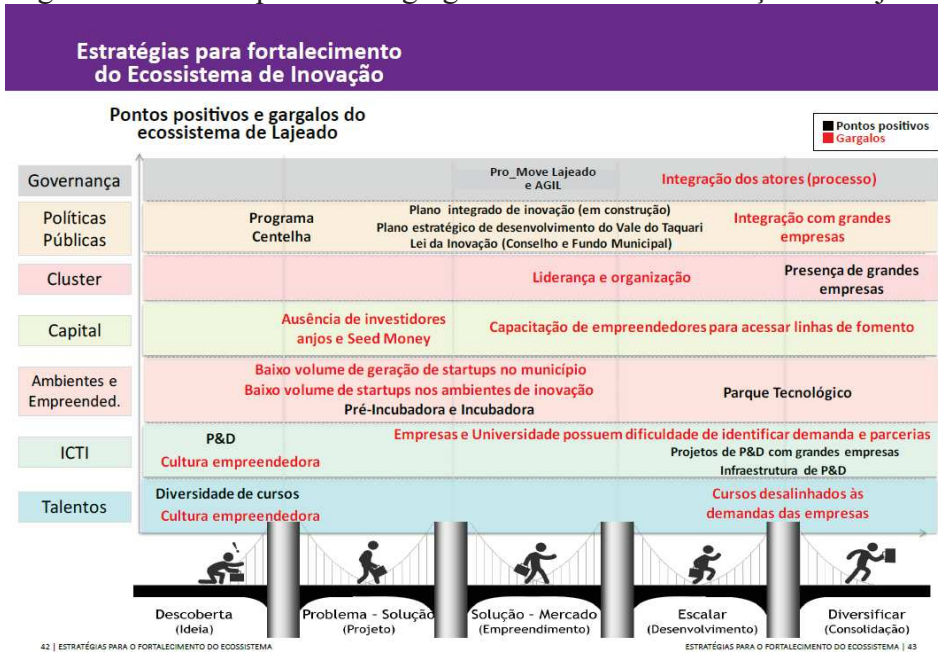 Estratégias para fortalecimento
do Ecossistema de Inovação
Pontos positivos e gargalos do
ecossistema de Lajeado
Pontos positivos
Gargalos
Governança
Pro_Move Lajeado
e AGIL
Integração dos atores (processo)
Políticas
Públicas
Programa
Centelha
Plano integrado de inovação (em construção)
Plano estratégico de desenvolvimento do Vale do Taquari
Lei da Inovação (Conselho e Fundo Municipal)
Integração com grandes
empresas
Cluster
Liderança e organização
Presença de grandes
empresas
Capital
Ausência de investidores
anjos e Seed Money
Capacitação de empreendedores para acessar linhas de fomento
Ambientes e
Empreended.
Baixo volume de geração de startups no município
Baixo volume de startups nos ambientes de inovação
Pré-Incubadora e Incubadora
Parque Tecnológico
ICTI
P&D
Cultura empreendedora
Empresas e Universidade possuem dificuldade de identificar demanda e parcerias
Projetos de P&D com grandes empresas
Infraestrutura de P&D
Talentos
Diversidade de cursos
Cultura empreendedora
Cursos desalinhados às
demandas das empresas
Descoberta
(Ideia)
Problema - Solução
(Projeto)
Solução - Mercado
(Empreendimento)
Escalar
(Desenvolvimento)
Diversificar
(Consolidação)
42 | ESTRATÉGIAS PARA O FORTALECIMENTO DO ECOSSISTEMA
ESTRATÉGIAS PARA O FORTALECIMENTO DO ECOSSISTEMA | 43